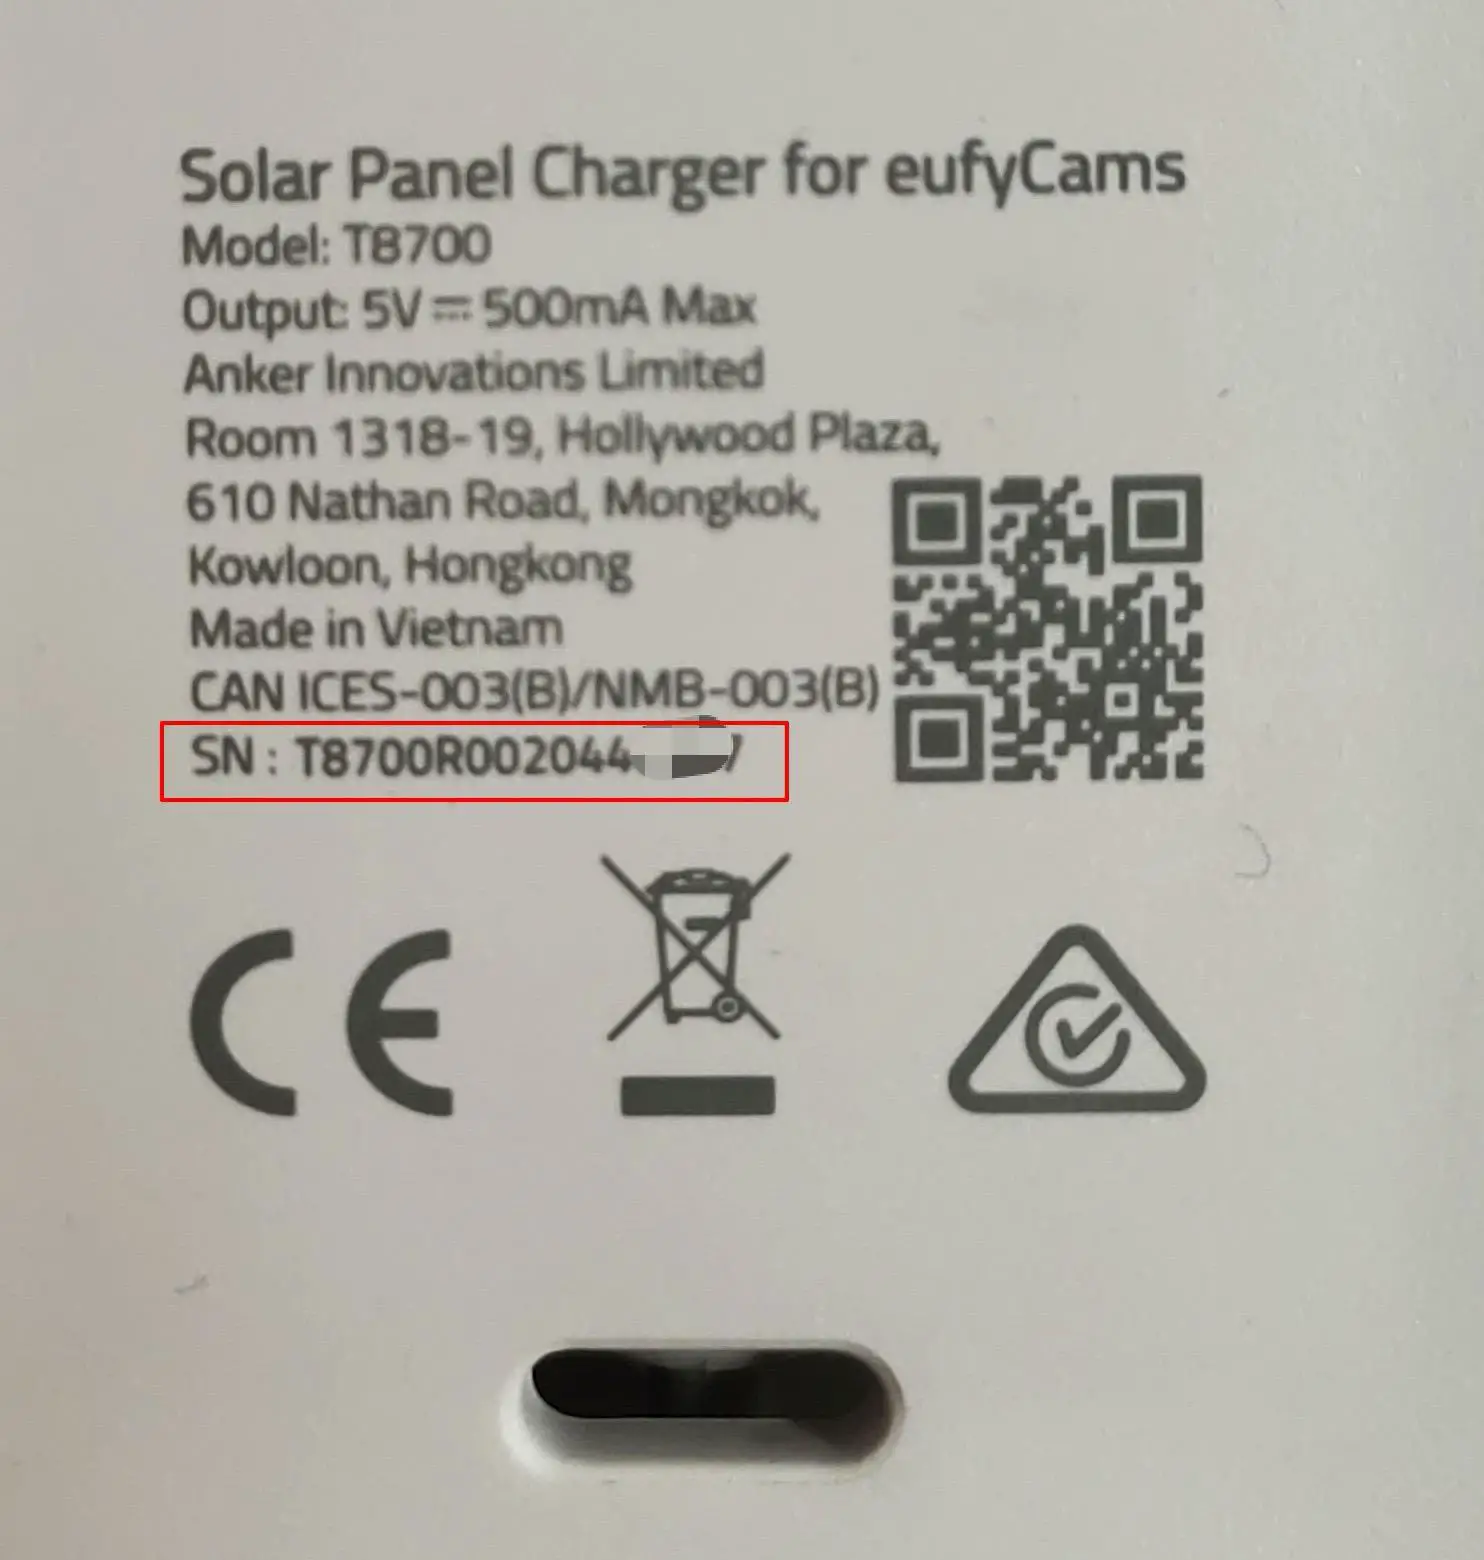 Solar Panel Charger for eufyCams
Model: T8700
Output: 5V⎓500mA Max
Anker Innovations Limited
Room 1318-19, Hollywood Plaza,
610 Nathan Road, Mongkok,
Kowloon, Hongkong
Made in Vietnam
CAN ICES-003(B)/NMB-003(B)
SN : T8700R002044
CE